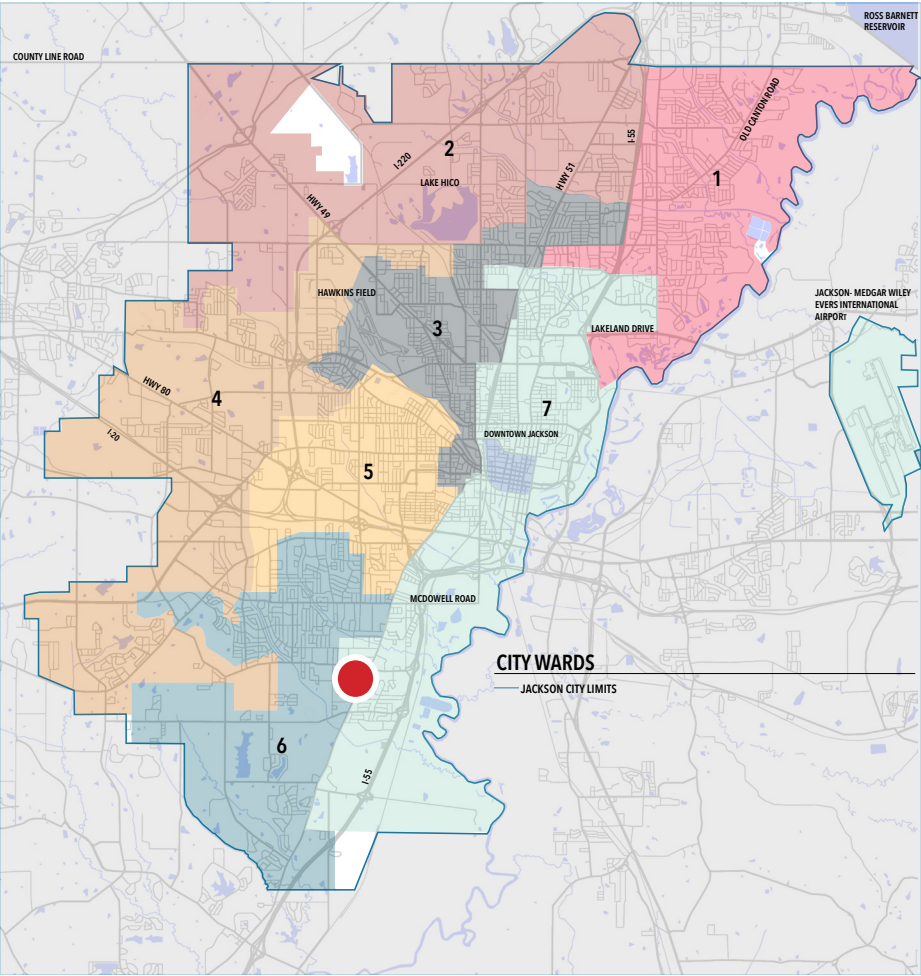 ROSS BARNETT
RESERVOIR
COUNTY LINE ROAD
OLD CANTON ROAD
I-55
2
I-220
HWY 51
1
LAKE HICO
HWY 49
HAWKINS FIELD
JACKSON- MEDGAR WILEY
EVERS INTERNATIONAL
AIRPORT
3
LAKELAND DRIVE
HWY 80
4
7
I-20
DOWNTOWN JACKSON
5
MCDOWELL ROAD
CITY WARDS
JACKSON CITY LIMITS
6
I-55